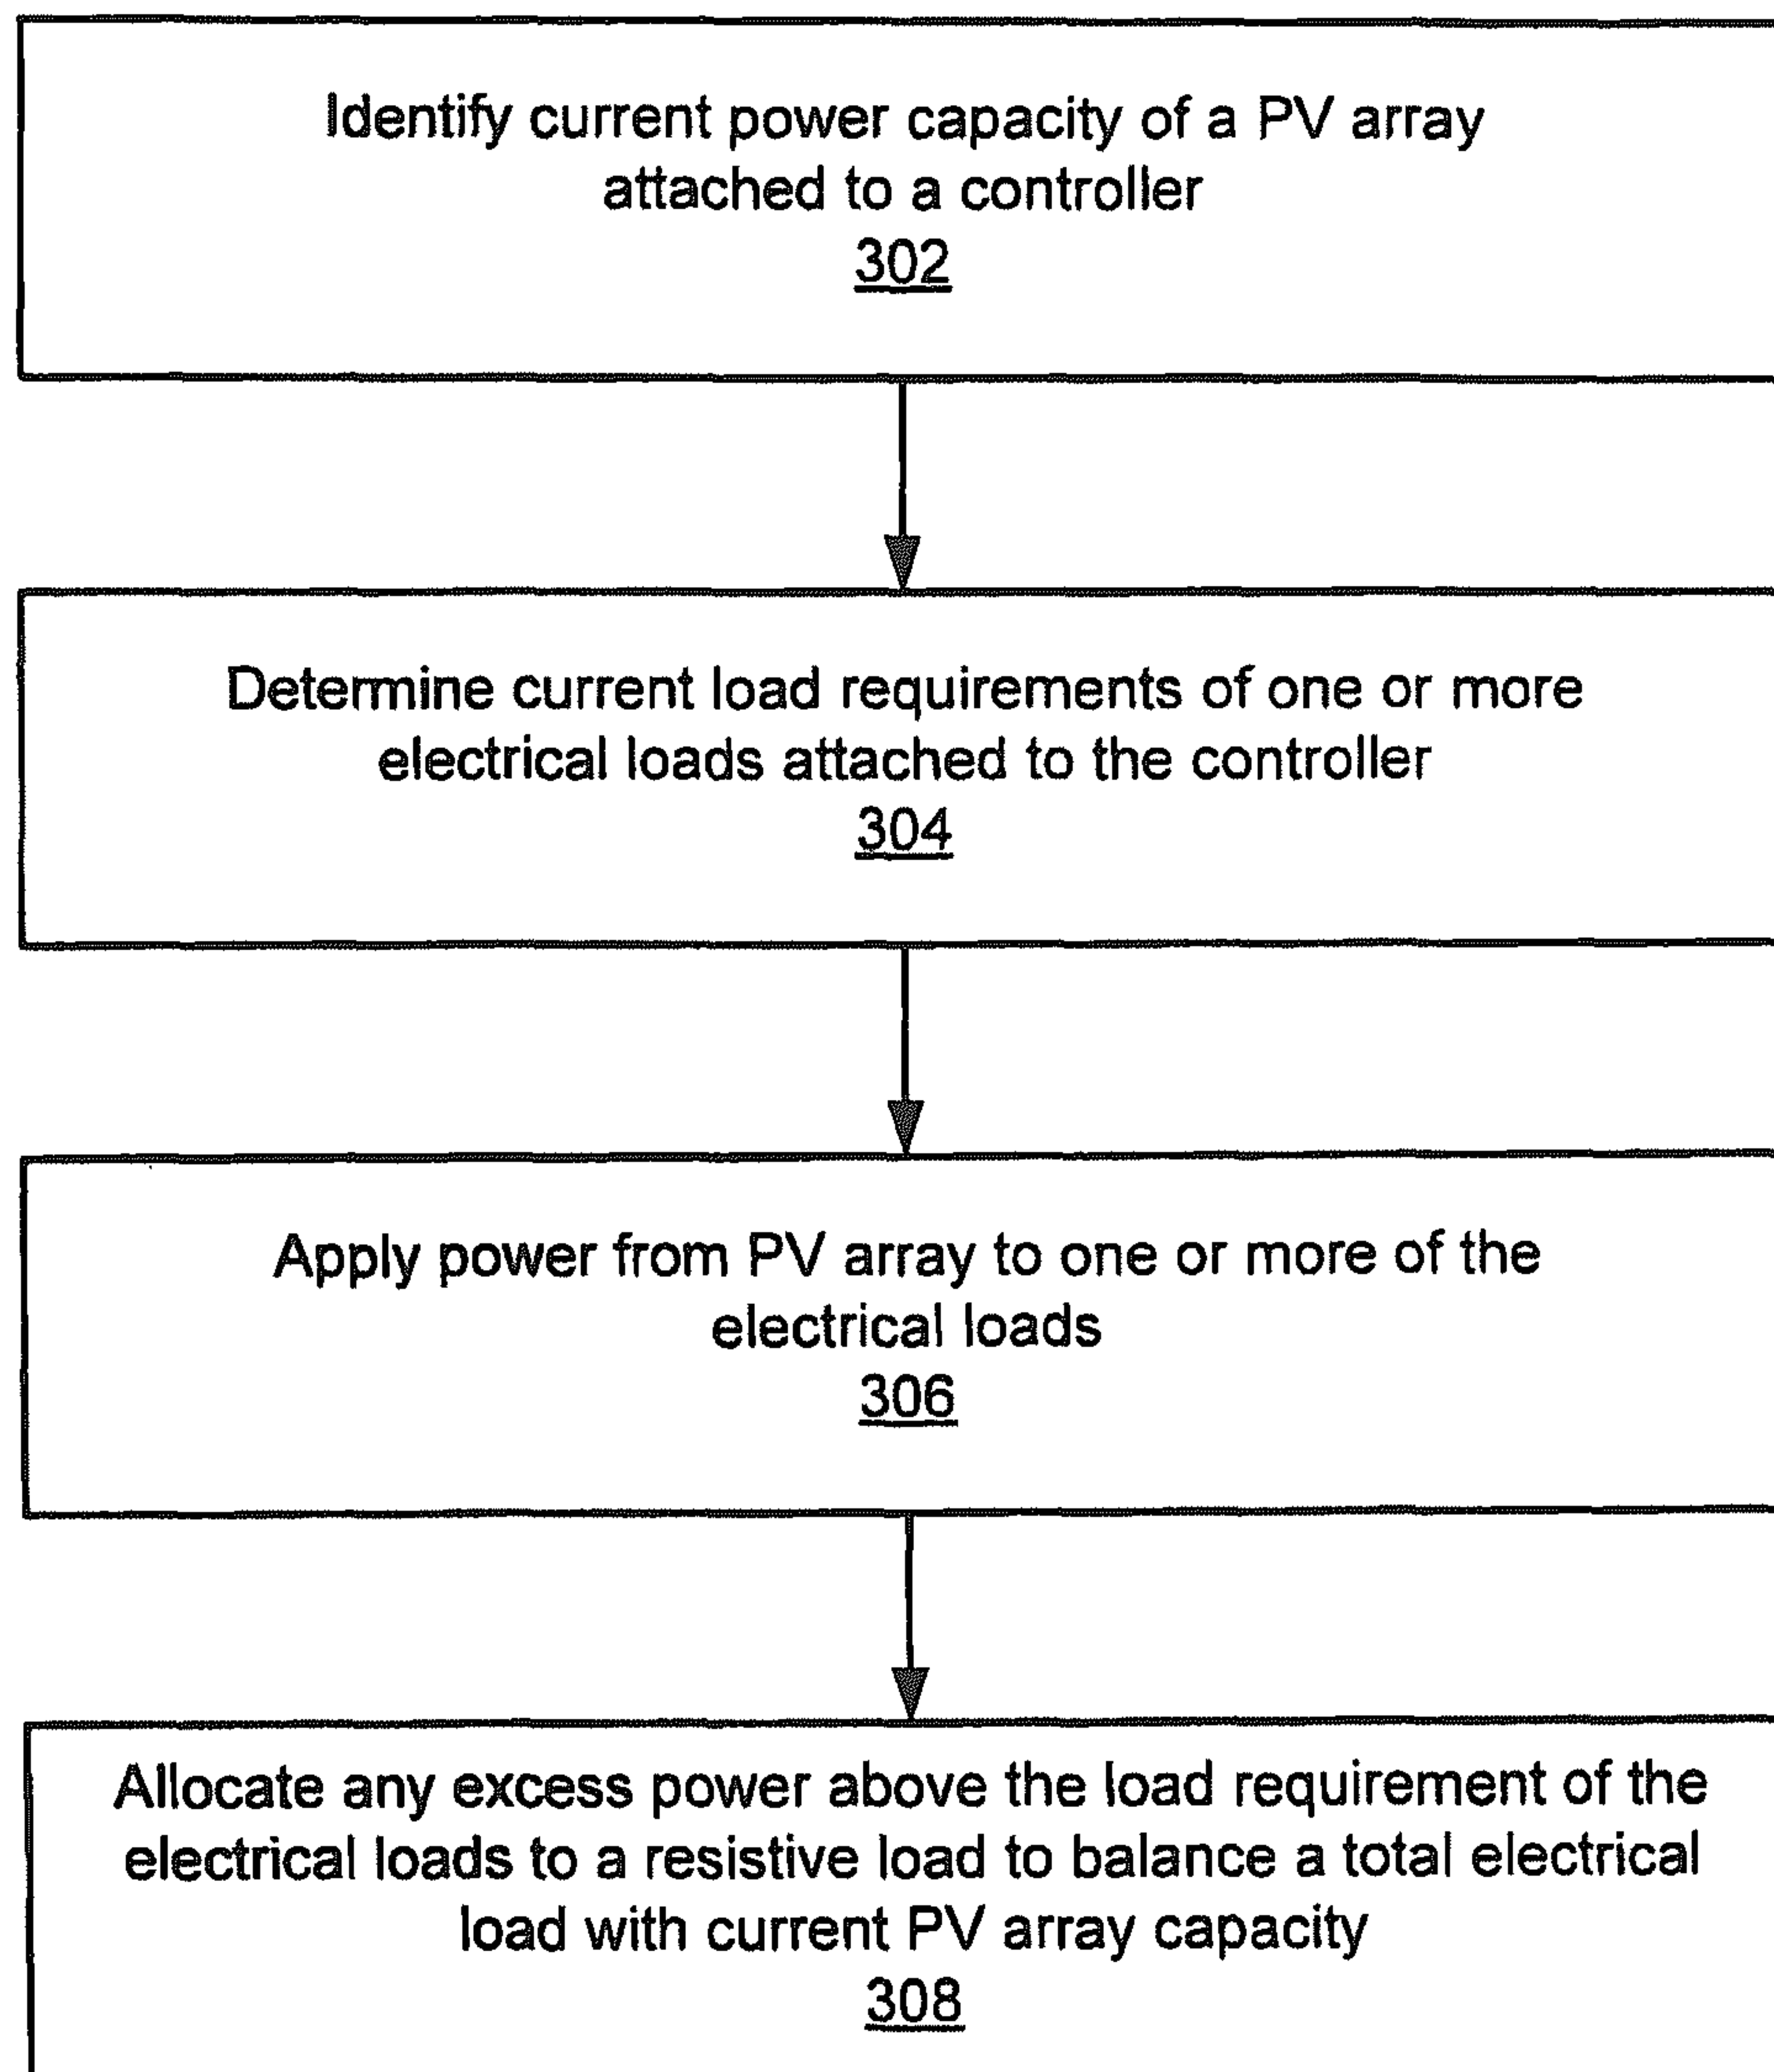 Identify current power capacity of a PV array
attached to a controller
302
Determine current load requirements of one or more
electrical loads attached to the controller
304
Apply power from PV array to one or more of the
electrical loads
306
Allocate any excess power above the load requirement of the
electrical loads to a resistive load to balance a total electrical
load with current PV array capacity
308